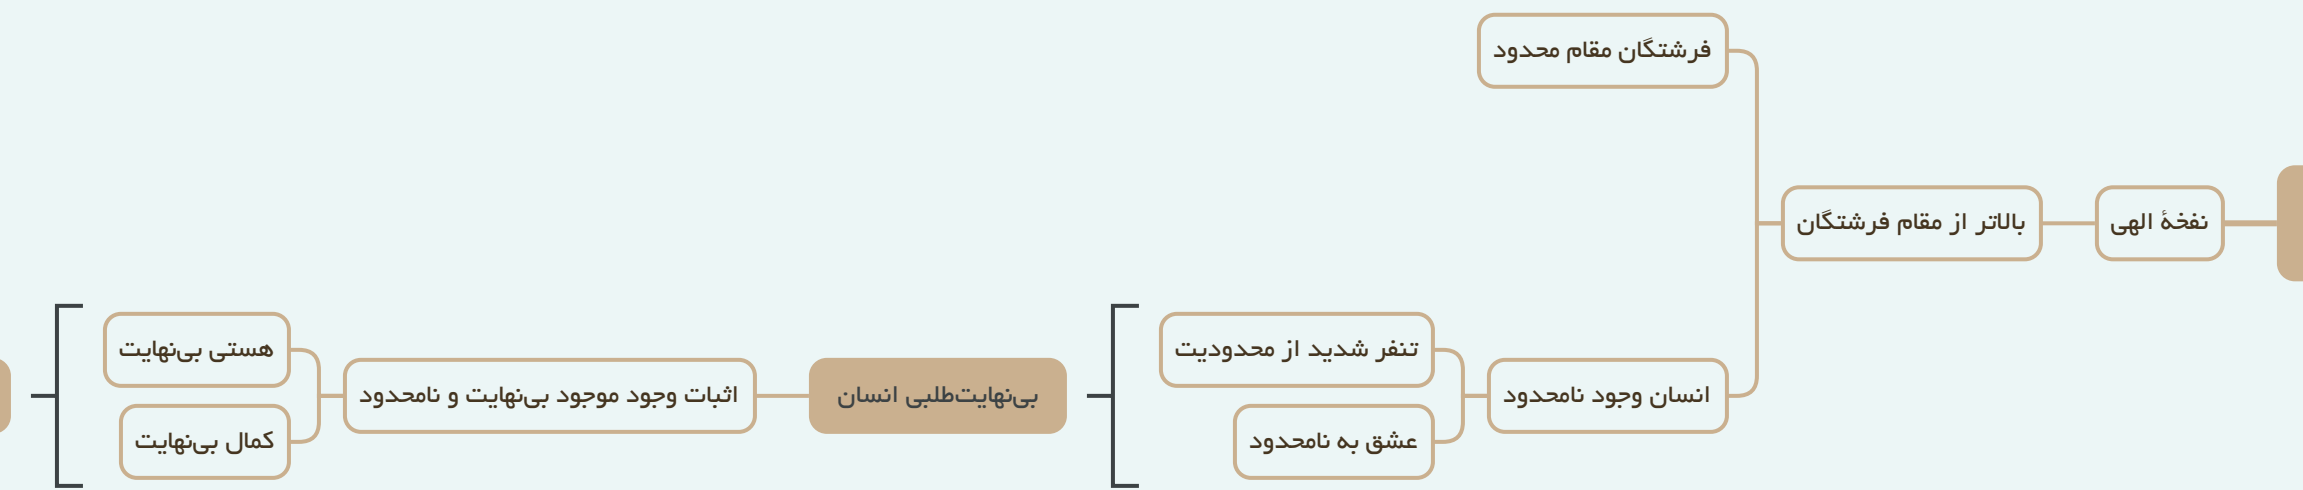 نفخهٔ الهی
بالاتر از مقام فرشتگان
فرشتگان مقام محدود
انسان وجود نامحدود
تنفر شدید از محدودیت
عشق به نامحدود
بی‌نهایت‌طلبی انسان
اثبات وجود موجود بی‌نهایت و نامحدود
هستی بی‌نهایت
کمال بی‌نهایت